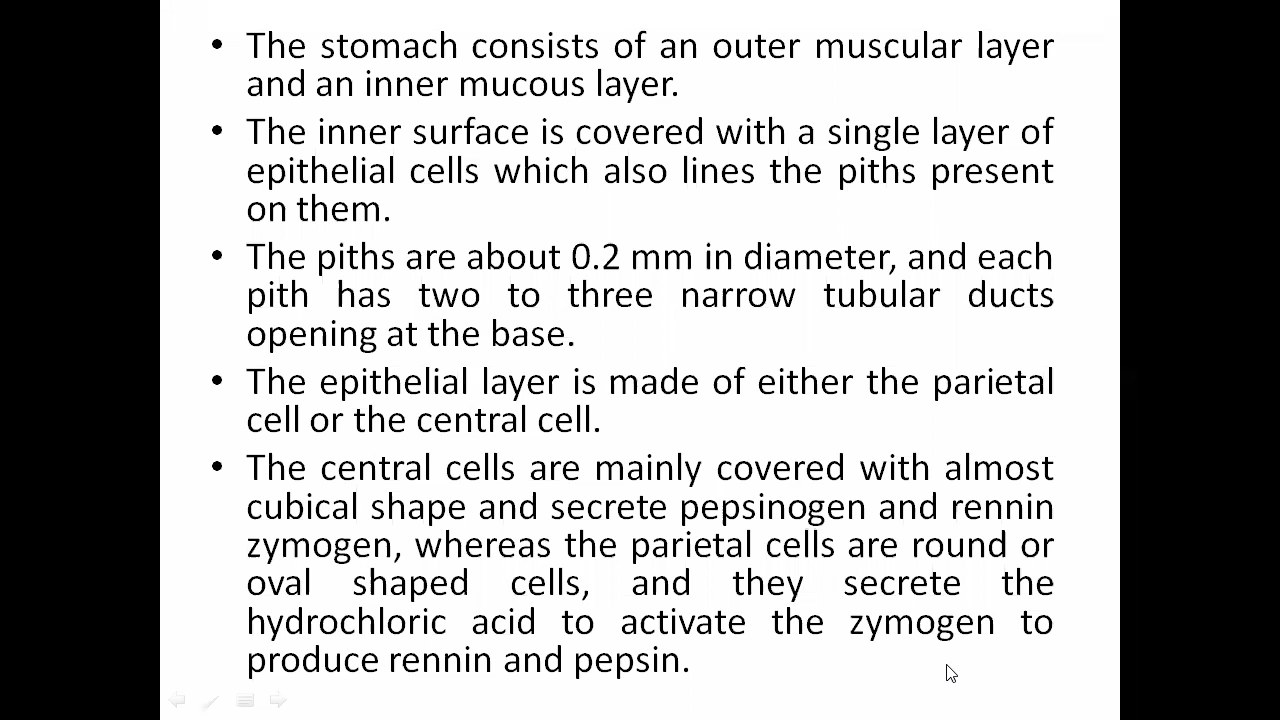 • The stomach consists of an outer muscular layer
and an inner mucous layer.
• The inner surface is covered with a single layer of
epithelial cells which also lines the piths present
on them.
• The piths are about 0.2 mm in diameter, and each
pith has two to three narrow tubular ducts
opening at the base.
• The epithelial layer is made of either the parietal
cell or the central cell.
• The central cells are mainly covered with almost
cubical shape and secrete pepsinogen and rennin
zymogen, whereas the parietal cells are round or
oval shaped cells, and they secrete the
hydrochloric acid to activate the zymogen to
produce rennin and pepsin.